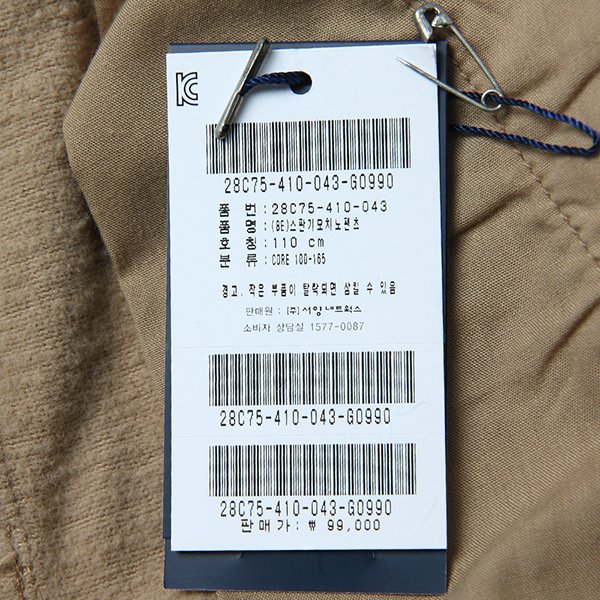 KC
28C75-410-043-G0990
품 번 : 28C75-410-043
품 명 : (BE)스판기모치노팬츠
호 칭 : 110 cm
분 류 : CORE 100-165
경고. 작은 부품이 탈락되면 삼킬 수 있음
판매원 : (주)서양네트웍스
소비자 상담실 1577-0087
28C75-410-043-G0990
28C75-410-043-G0990
판매가 : ₩ 99,000